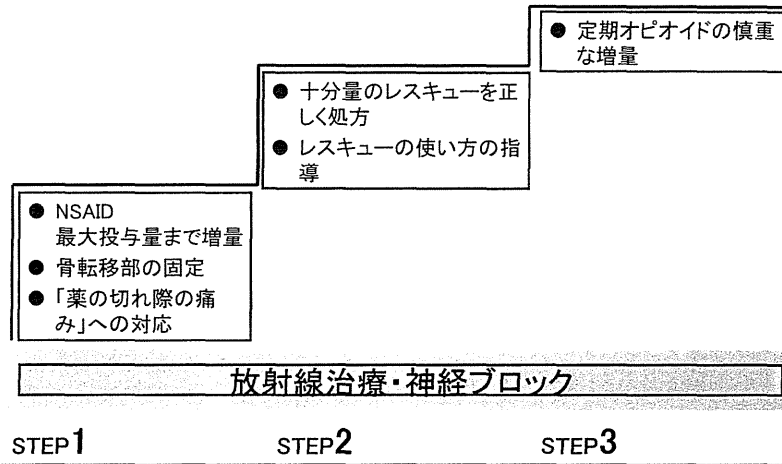 ● 定期オピオイドの慎重
な増量
● 十分量のレスキューを正
しく処方
● レスキューの使い方の指
導
● NSAID
最大投与量まで増量
● 骨転移部の固定
● 「薬の切れ際の痛
み」への対応
放射線治療・神経ブロック
STEP1
STEP2
STEP3